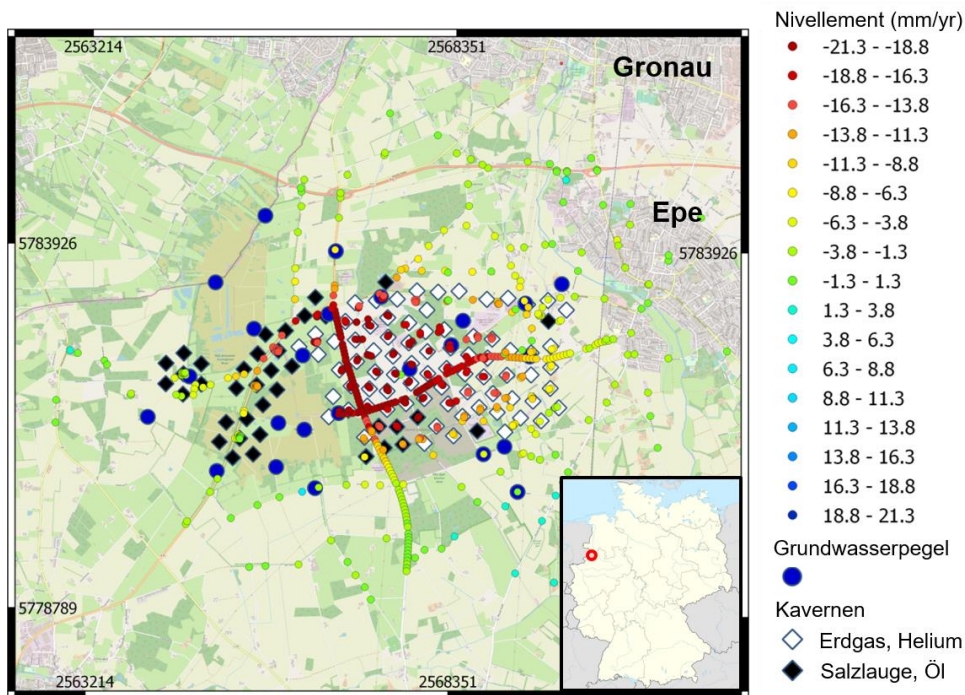 2563214
2568351
Gronau
Epe
5783926
5783926
5778789
2563214
2568351
Nivellement (mm/yr)
-21.3 - -18.8
-18.8 - -16.3
-16.3 - -13.8
-13.8 - -11.3
-11.3 - -8.8
-8.8 - -6.3
-6.3 - -3.8
-3.8 - -1.3
-1.3 - 1.3
1.3 - 3.8
3.8 - 6.3
6.3 - 8.8
8.8 - 11.3
11.3 - 13.8
13.8 - 16.3
16.3 - 18.8
18.8 - 21.3
Grundwasserpegel
Kavernen
Erdgas, Helium
Salzlauge, Öl